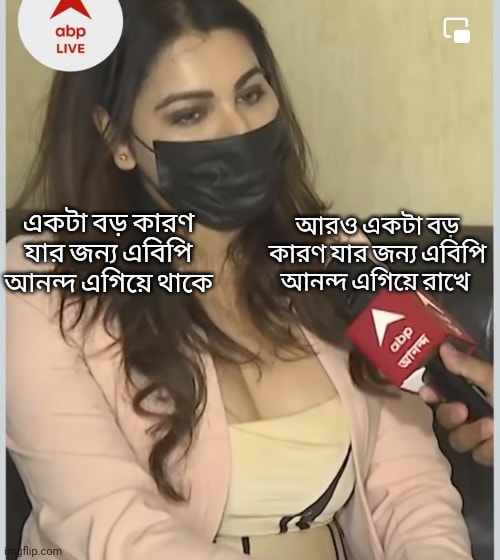 abp
LIVE
একটা বড় কারণ
যার জন্য এবিপি
আনন্দ এগিয়ে থাকে
আরও একটা বড়
কারণ যার জন্য এবিপি
আনন্দ এগিয়ে রাখে
abp
আনন্দ
imgflip.com